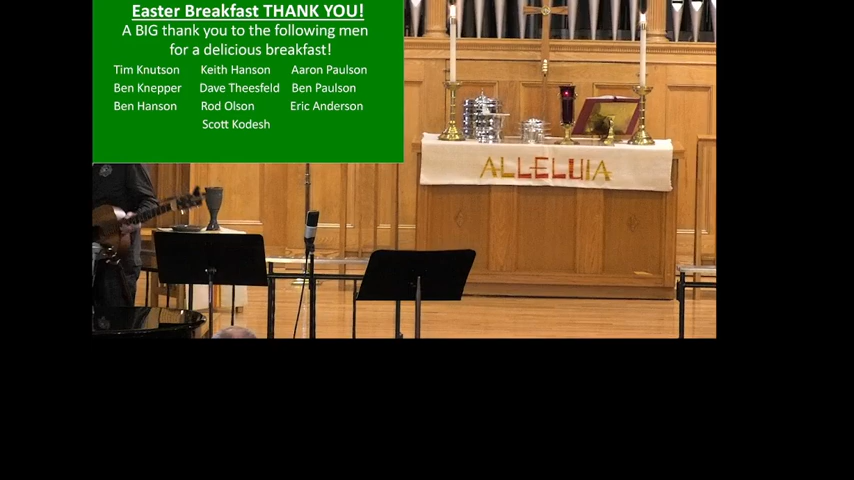 Easter Breakfast THANK YOU!
A BIG thank you to the following men
for a delicious breakfast!
Tim Knutson Keith Hanson Aaron Paulson
Ben Knepper Dave Theesfeld Ben Paulson
Ben Hanson Rod Olson Eric Anderson
Scott Kodesh
ALLELUIA